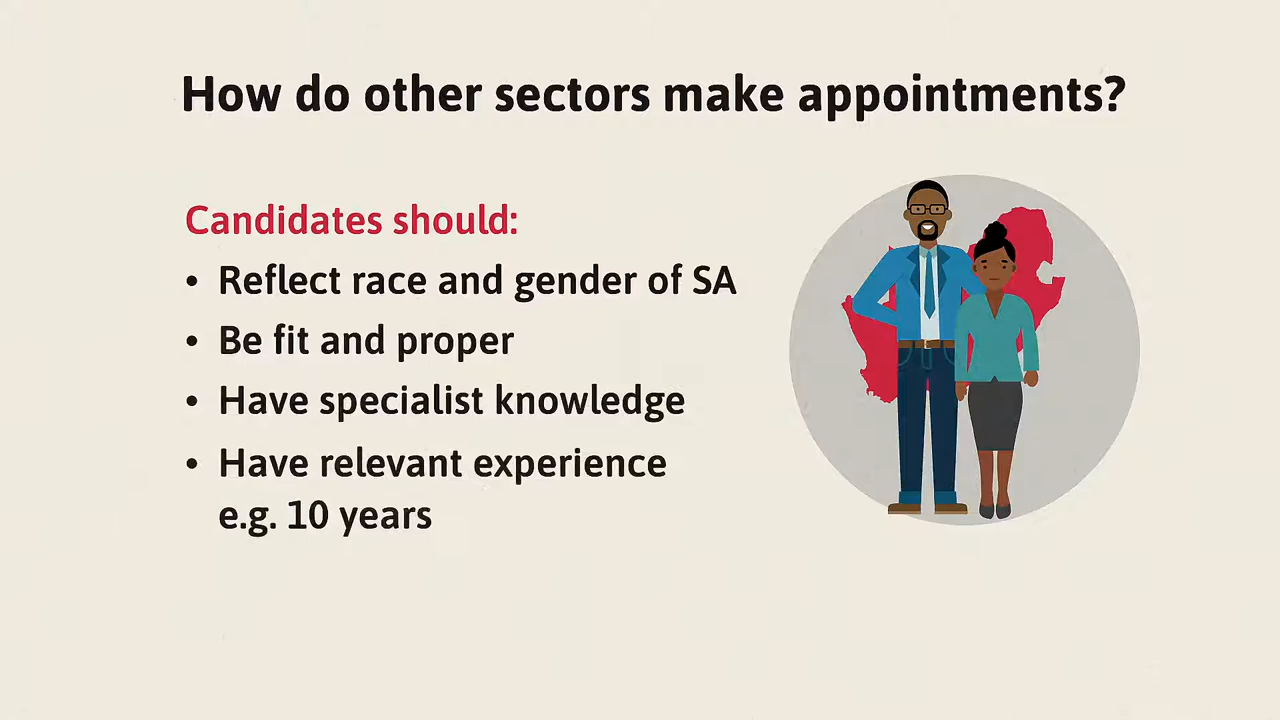 How do other sectors make appointments?
Candidates should:
• Reflect race and gender of SA
• Be fit and proper
• Have specialist knowledge
• Have relevant experience
e.g. 10 years